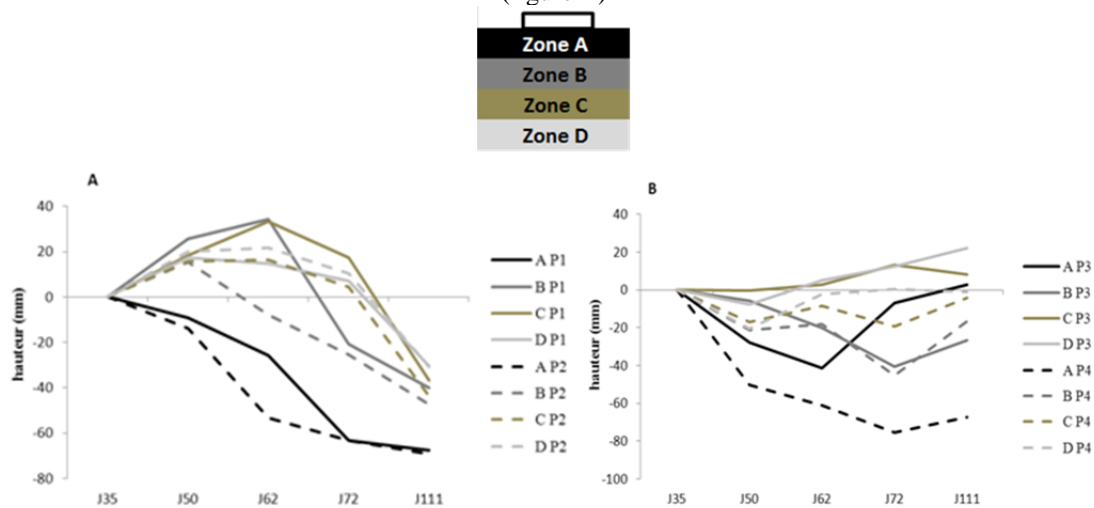 Zone A
Zone B
Zone C
Zone D
A
hauteur (mm)
40
20
0
-20
-40
-60
-80
J35 J50 J62 J72 J111
A P1
B P1
C P1
D P1
A P2
B P2
C P2
D P2
B
hauteur (mm)
40
20
0
-20
-40
-60
-80
-100
J35 J50 J62 J72 J111
A P3
B P3
C P3
D P3
A P4
B P4
C P4
D P4